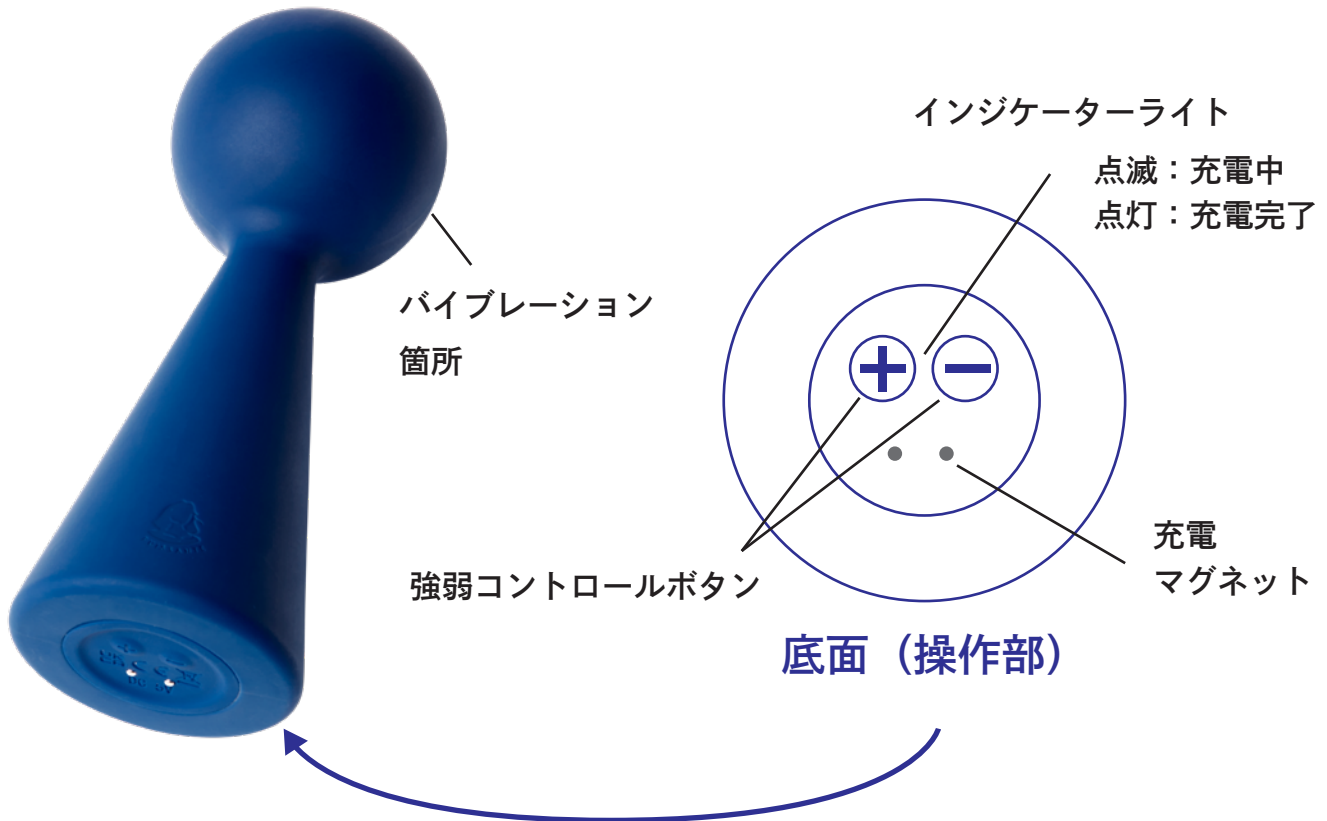 インジケーターライト
点滅：充電中
点灯：充電完了
バイブレーション
箇所
強弱コントロールボタン
充電
マグネット
底面（操作部）